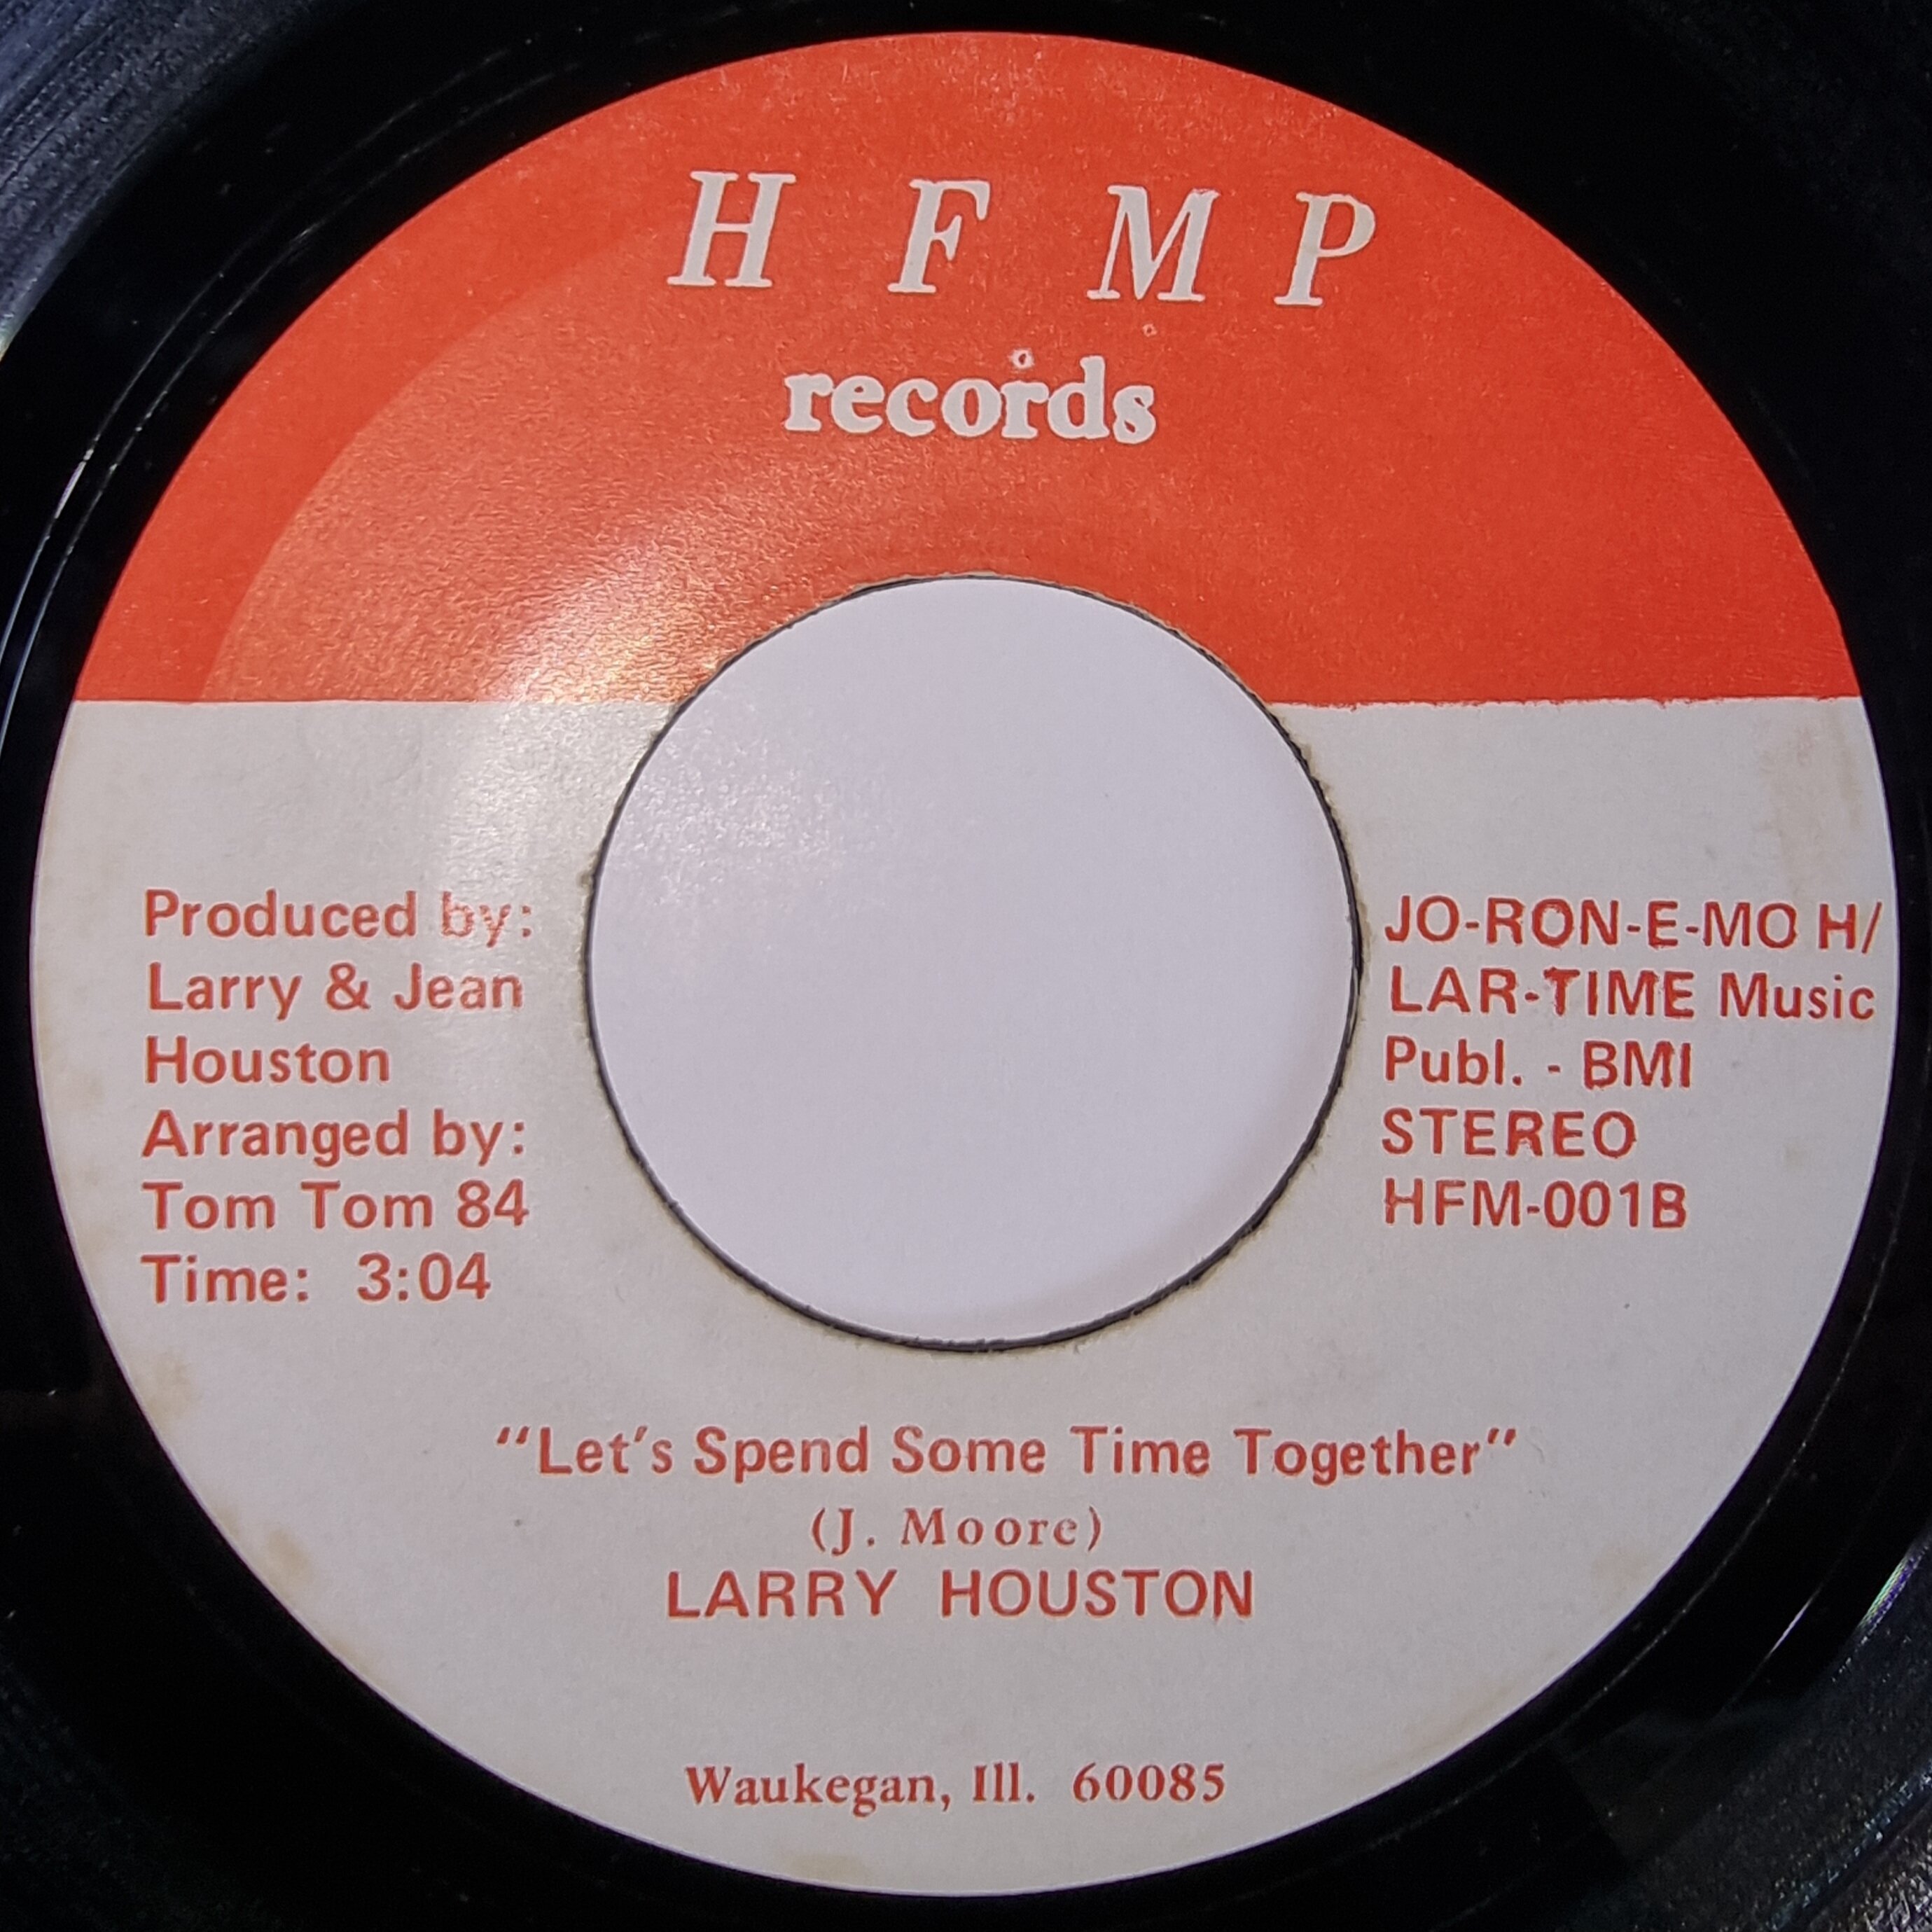 H F M P
records
Produced by:
Larry & Jean
Houston
Arranged by:
Tom Tom 84
Time: 3:04
JO-RON-E-MO H/
LAR-TIME Music
Publ. - BMI
STEREO
HFM-001B
"Let's Spend Some Time Together"
(J. Moore)
LARRY HOUSTON
Waukegan, Ill. 60085